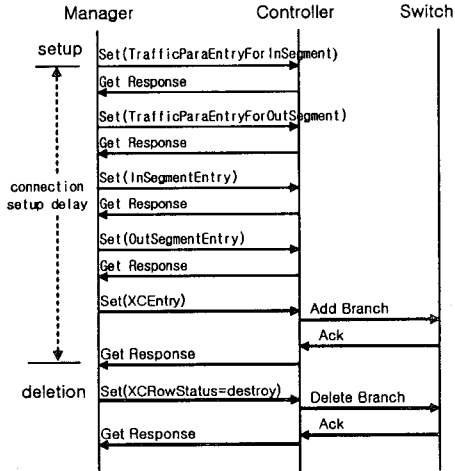 Manager Controller Switch
setup
Set(TrafficParaEntryForInSegment)
Get Response
Set(TrafficParaEntryForOutSegment)
Get Response
connection
setup delay
Set(InSegmentEntry)
Get Response
Set(OutSegmentEntry)
Get Response
Set(XCEntry)
Add Branch
Ack
Get Response
deletion
Set(XCRowStatus=destroy)
Delete Branch
Ack
Get Response